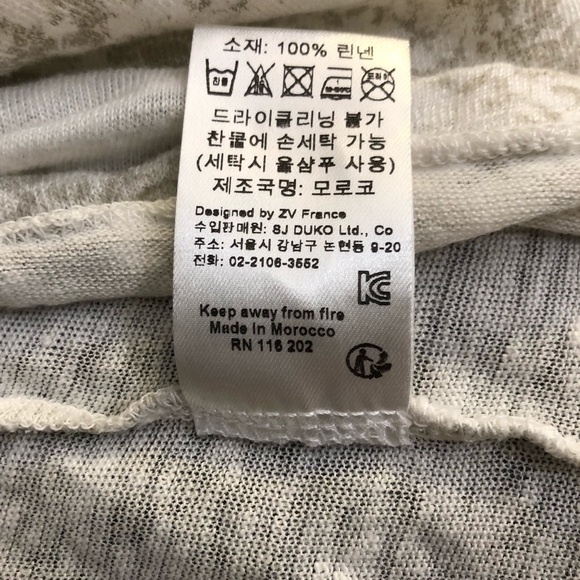 소재: 100% 린넨
드라이클리닝 불가
찬물에 손세탁 가능
(세탁시 울샴푸 사용)
제조국명: 모로코
Designed by ZV France
수입판매원: SJ DUKO Ltd., Co
주소: 서울시 강남구 논현동 9-20
전화: 02-2106-3552
Keep away from fire
Made in Morocco
RN 116 202